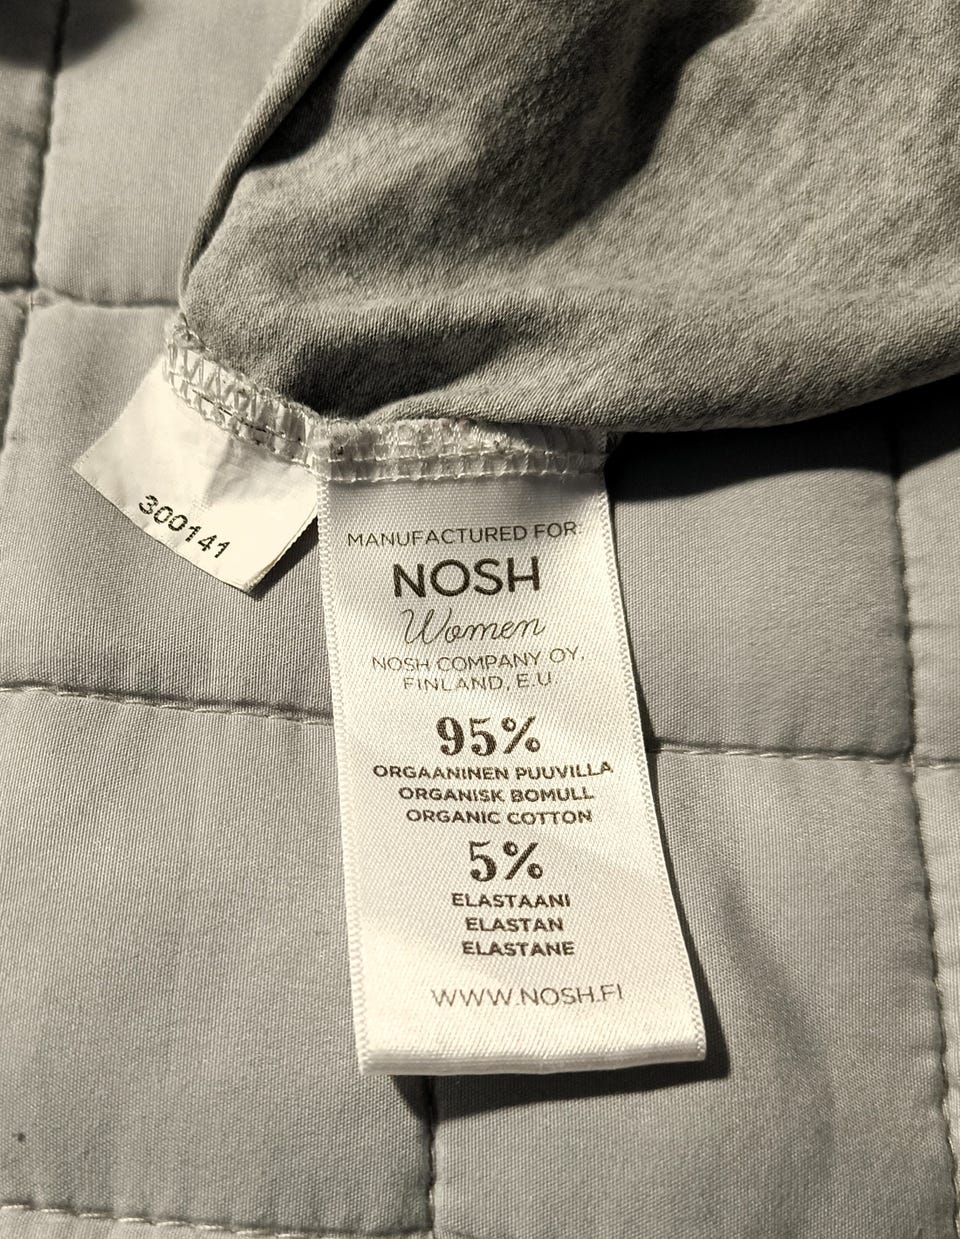 300141
MANUFACTURED FOR:
NOSH
Women
NOSH COMPANY OY,
FINLAND, E.U
95%
ORGAANINEN PUUVILLA
ORGANISK BOMULL
ORGANIC COTTON
5%
ELASTAANI
ELASTAN
ELASTANE
WWW.NOSH.FI